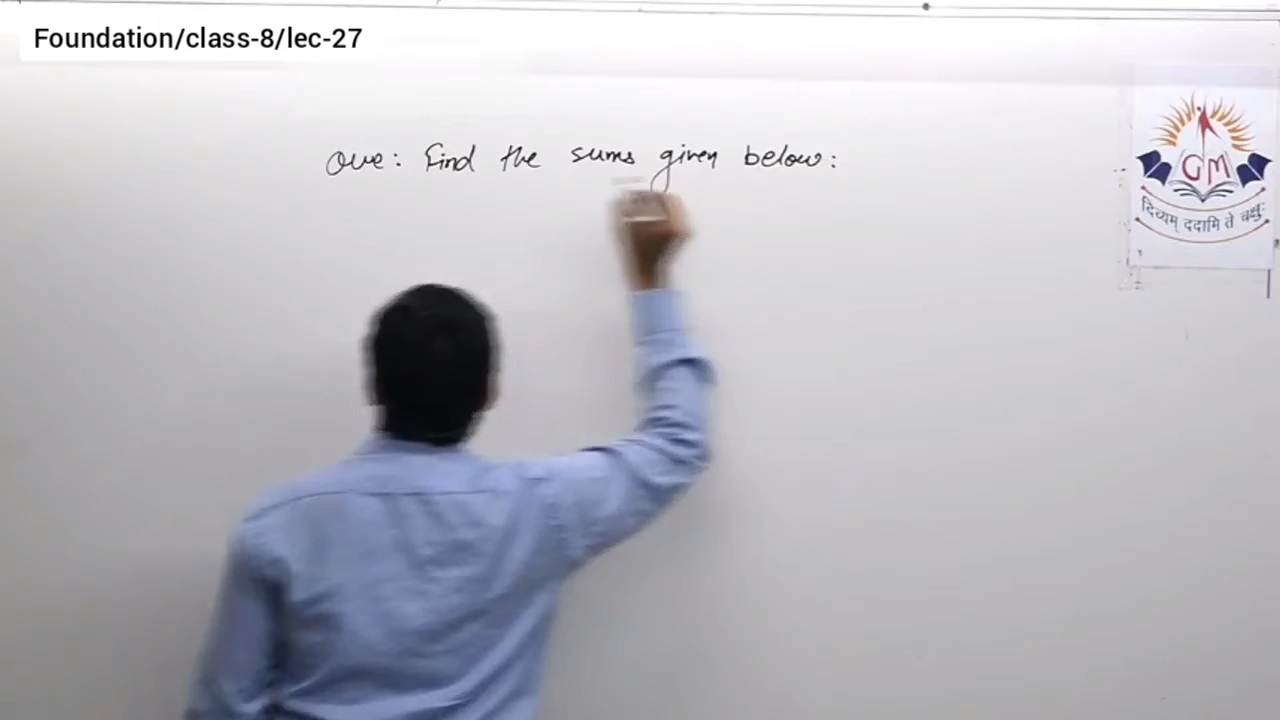 Foundation/class-8/lec-27
Que: Find the sums given below:
GM
दिव्यम् ददामि ते चक्षुः